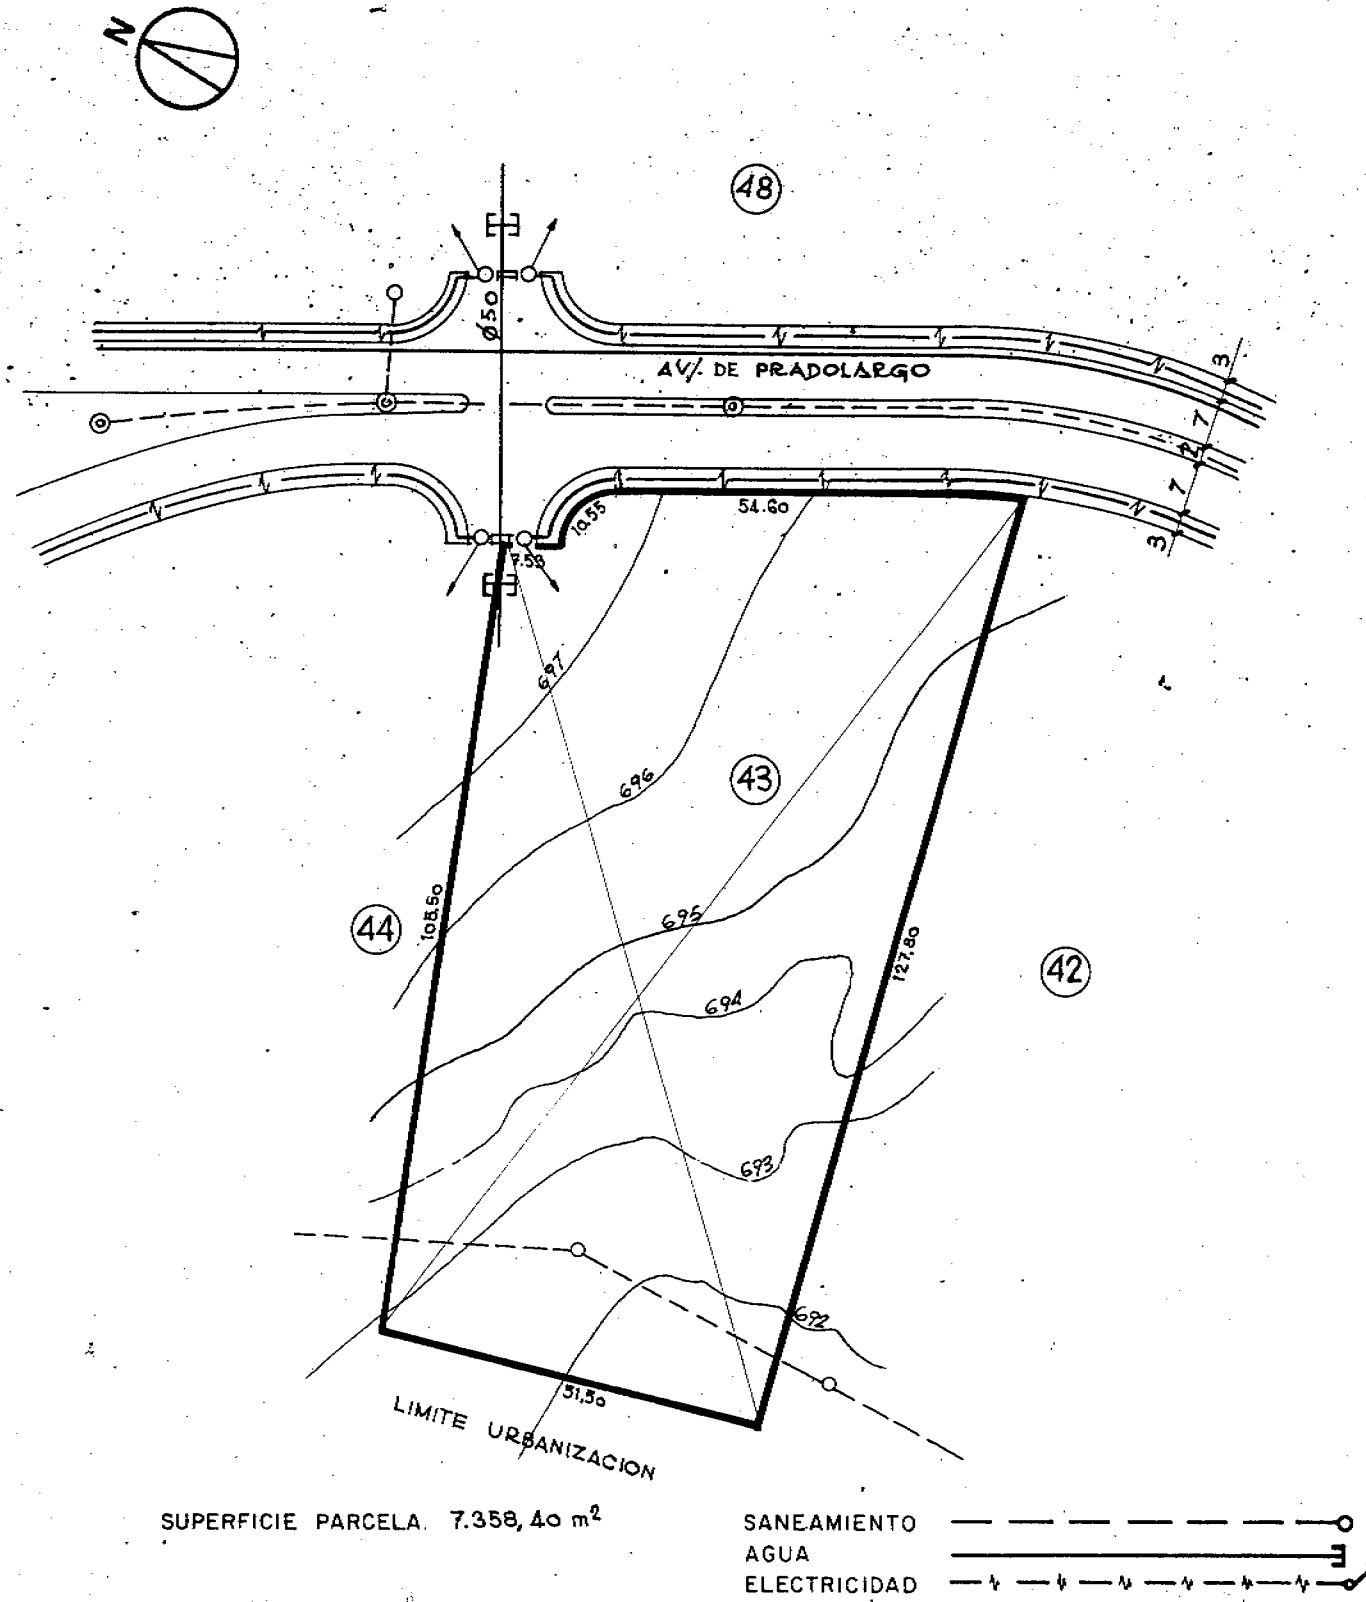 N
48
ø50
AV/. DE PRADOLARGO
3
7
2
7
3
10.55
54.60
7.53
697
696
43
695
108.50
44
127,80
42
694
693
692
51,50
LIMITE URBANIZACION
SUPERFICIE PARCELA. 7.358,40 m²
SANEAMIENTO
AGUA
ELECTRICIDAD